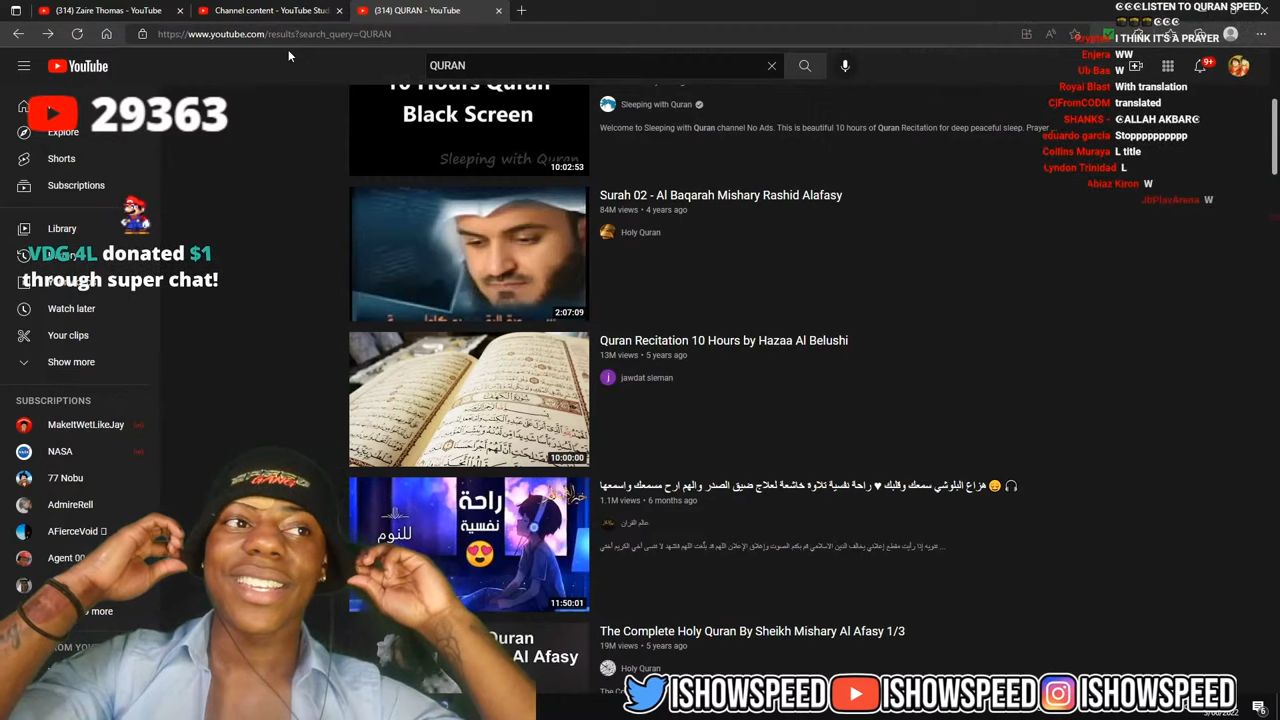 (314) Zaire Thomas - YouTube
Channel content - YouTube Stud
(314) QURAN - YouTube
https://www.youtube.com/results?search_query=QURAN
YouTube
QURAN
9+
29363
Explore
Shorts
Subscriptions
Library
VDG 4L donated $1
through super chat!
Watch later
Your clips
Show more
SUBSCRIPTIONS
MakeItWetLikeJay
NASA
77 Nobu
AdmireRell
AFierceVoid
Agent 00
more
10 Hours Quran
Black Screen
Sleeping with Quran
10:02:53
Sleeping with Quran
Welcome to Sleeping with Quran channel No Ads. This is beautiful 10 hours of Quran Recitation for deep peaceful sleep. Prayer ...
Surah 02 - Al Baqarah Mishary Rashid Alafasy
84M views • 4 years ago
Holy Quran
2:07:09
Quran Recitation 10 Hours by Hazaa Al Belushi
13M views • 5 years ago
jawdat sleman
10:00:00
هزاع البلوشي سمعك وقلبك ♥ راحة نفسية تلاوة خاشعة لعلاج ضيق الصدر والهم ارح مسمعك واسمعها 😌🎧
1.1M views • 6 months ago
عالم القران
راحة
نفسية
للنوم
11:50:01
The Complete Holy Quran By Sheikh Mishary Al Afasy 1/3
19M views • 5 years ago
Holy Quran
Quran
Al Afasy
LISTEN TO QURAN SPEED
I THINK IT'S A PRAYER
Enjera WW
Ub Baa W
Royal Blast With translation
C|FromCODM translated
SHANKS - ☪ALLAH AKBAR☪
eduardo garcia Stoppppppppp
Collins Muraya L title
Lyndon Trinidad L
Abiaz Kiron W
JbPlayArena W
ISHOWSPEED ISHOWSPEED ISHOWSPEED